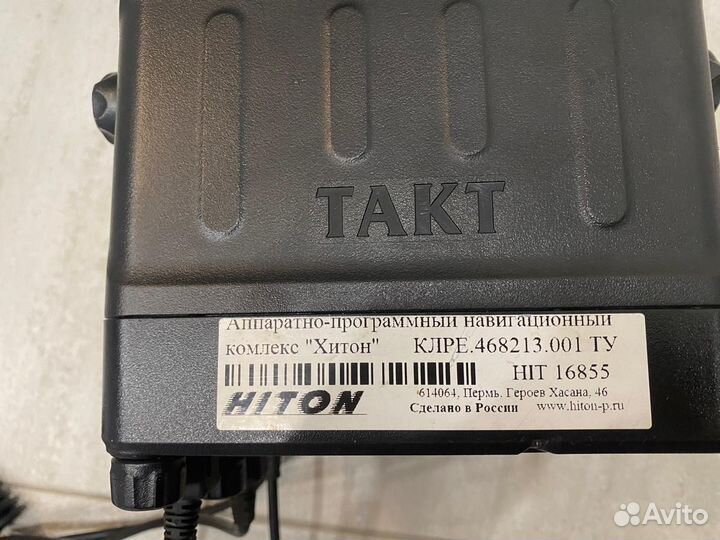 TAKT
Аппаратно-программный навигационный
комлекс "Хитон" КЛРЕ.468213.001 ТУ
HIT 16855
HITON
614064, Пермь, Героев Хасана, 46
Сделано в России www.hiton-p.ru
Avito